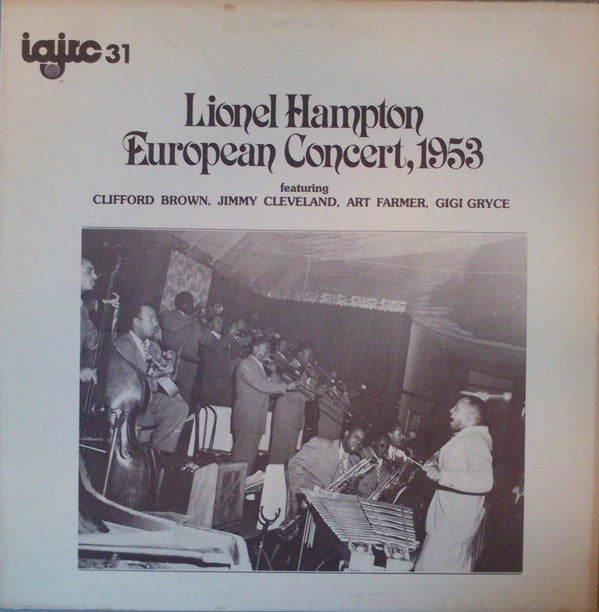 iajrc 31
Lionel Hampton
European Concert, 1953
featuring
CLIFFORD BROWN, JIMMY CLEVELAND, ART FARMER, GIGI GRYCE